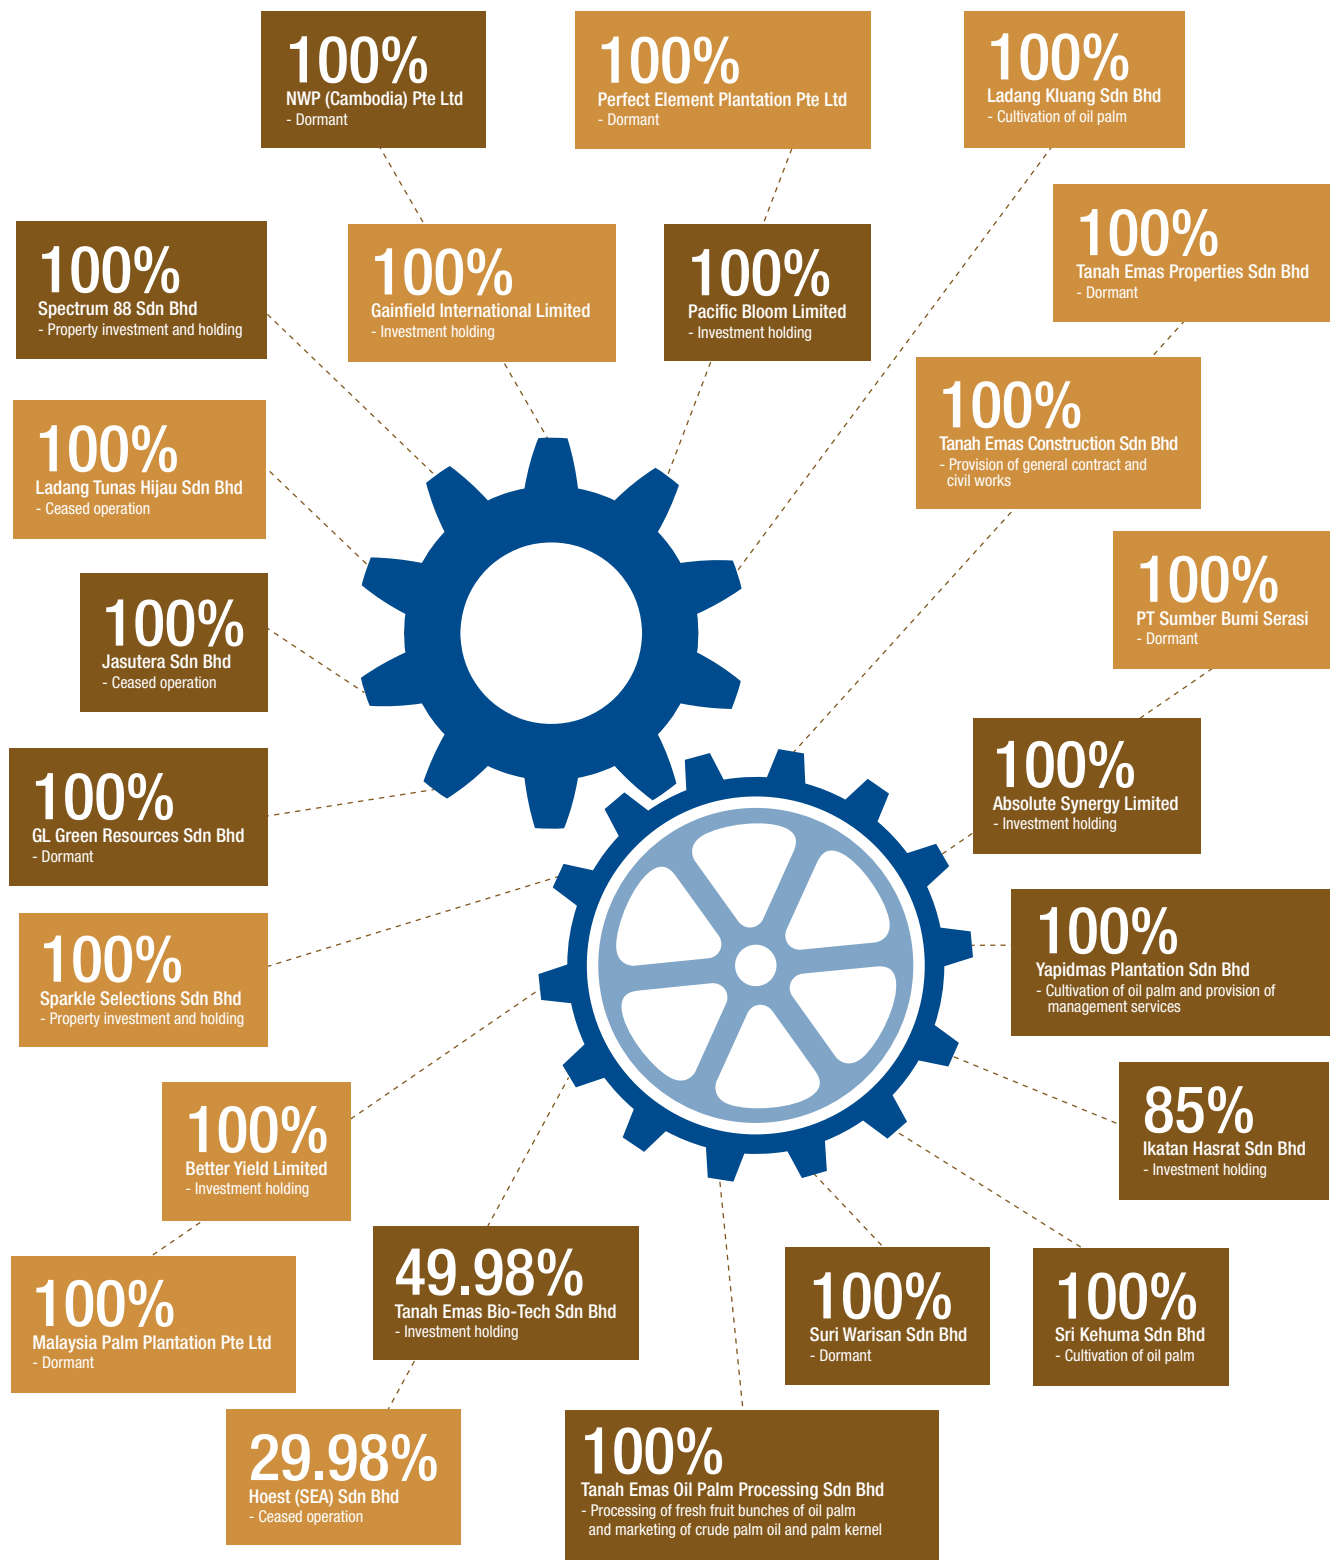 100%
NWP (Cambodia) Pte Ltd
- Dormant
100%
Perfect Element Plantation Pte Ltd
- Dormant
100%
Ladang Kluang Sdn Bhd
- Cultivation of oil palm
100%
Tanah Emas Properties Sdn Bhd
- Dormant
100%
Spectrum 88 Sdn Bhd
- Property investment and holding
100%
Gainfield International Limited
- Investment holding
100%
Pacific Bloom Limited
- Investment holding
100%
Tanah Emas Construction Sdn Bhd
- Provision of general contract and
civil works
100%
Ladang Tunas Hijau Sdn Bhd
- Ceased operation
100%
PT Sumber Bumi Serasi
- Dormant
100%
Jasutera Sdn Bhd
- Ceased operation
100%
Absolute Synergy Limited
- Investment holding
100%
GL Green Resources Sdn Bhd
- Dormant
100%
Yapidmas Plantation Sdn Bhd
- Cultivation of oil palm and provision of
management services
100%
Sparkle Selections Sdn Bhd
- Property investment and holding
85%
Ikatan Hasrat Sdn Bhd
- Investment holding
100%
Better Yield Limited
- Investment holding
49.98%
Tanah Emas Bio-Tech Sdn Bhd
- Investment holding
100%
Suri Warisan Sdn Bhd
- Dormant
100%
Sri Kehuma Sdn Bhd
- Cultivation of oil palm
100%
Malaysia Palm Plantation Pte Ltd
- Dormant
29.98%
Hoest (SEA) Sdn Bhd
- Ceased operation
100%
Tanah Emas Oil Palm Processing Sdn Bhd
- Processing of fresh fruit bunches of oil palm
and marketing of crude palm oil and palm kernel